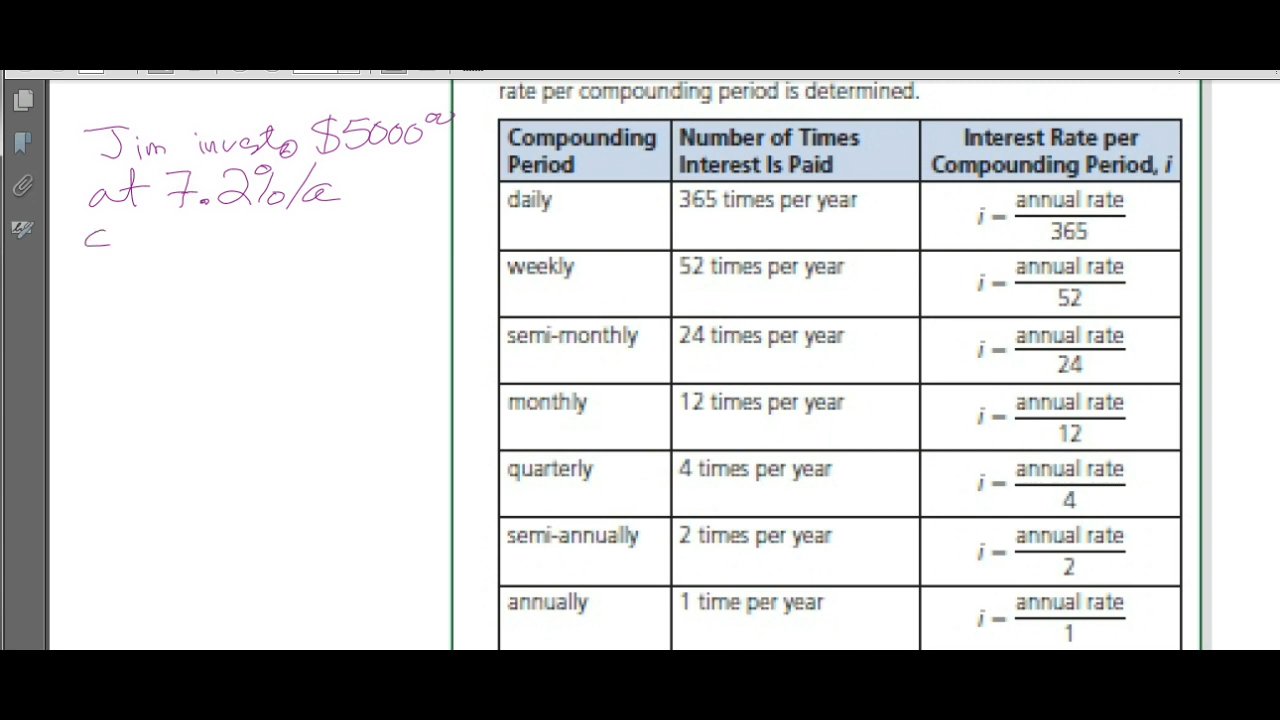 rate per compounding period is determined.
Jim invests $5000.00
at 7.2%/a
c
Compounding Period Number of Times Interest Is Paid Interest Rate per Compounding Period, i
daily 365 times per year i = annual rate / 365
weekly 52 times per year i = annual rate / 52
semi-monthly 24 times per year i = annual rate / 24
monthly 12 times per year i = annual rate / 12
quarterly 4 times per year i = annual rate / 4
semi-annually 2 times per year i = annual rate / 2
annually 1 time per year i = annual rate / 1